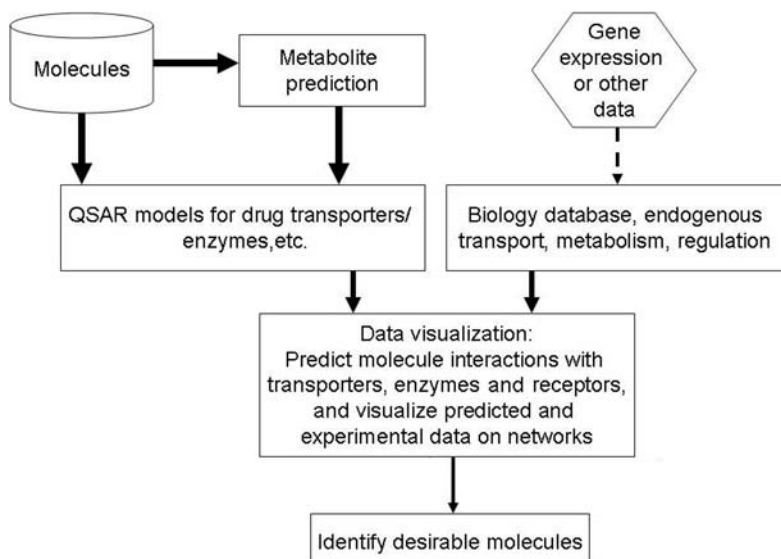 Molecules
Metabolite
prediction
Gene
expression
or other
data
QSAR models for drug transporters/
enzymes,etc.
Biology database, endogenous
transport, metabolism, regulation
Data visualization:
Predict molecule interactions with
transporters, enzymes and receptors,
and visualize predicted and
experimental data on networks
Identify desirable molecules